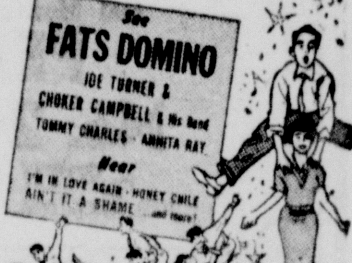 See
FATS DOMINO
JOE TURNER &
CHOKER CAMPBELL & His Band
TOMMY CHARLES - ANNITA RAY
Hear
I'M IN LOVE AGAIN - HONEY CHILE
AIN'T IT A SHAME ...and more!